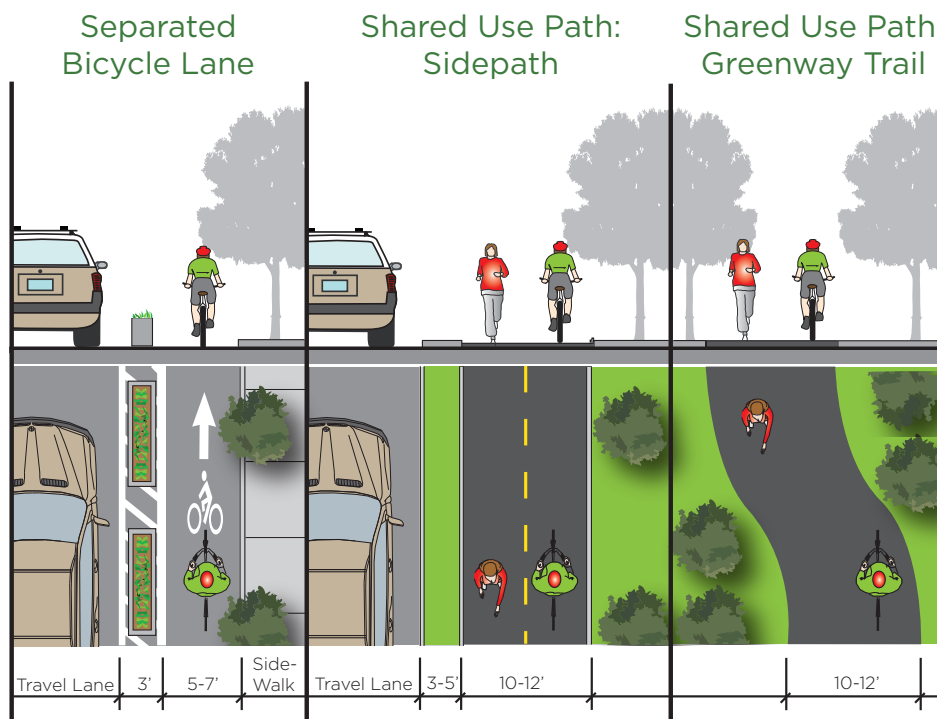 Separated
Bicycle Lane
Shared Use Path:
Sidepath
Shared Use Path
Greenway Trail
Travel Lane
3’
5-7’
Side-
Walk
Travel Lane
3-5’
10-12’
10-12’